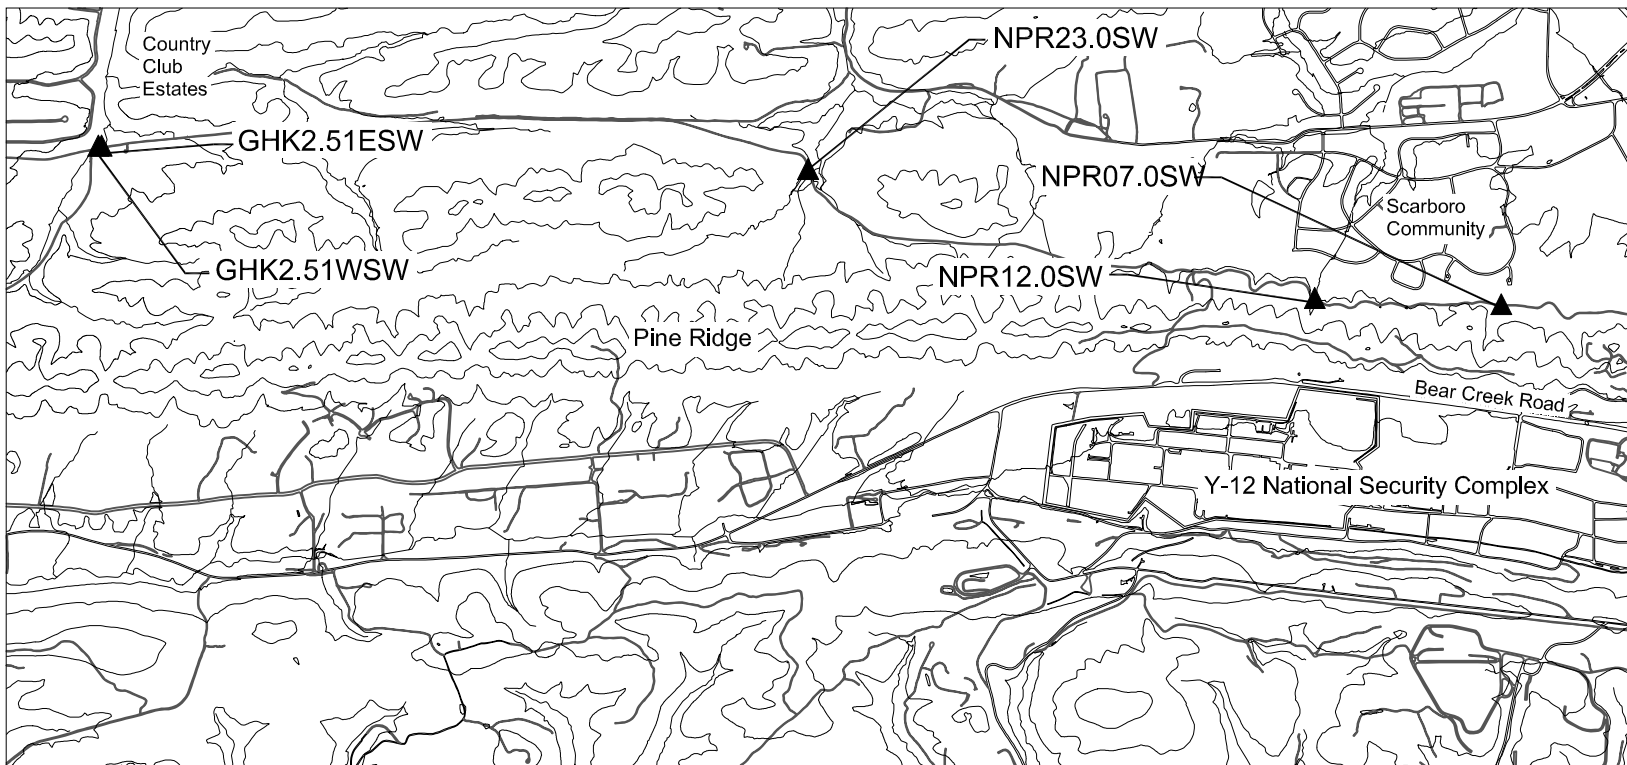 NPR23.0SW
Country
Club
Estates
GHK2.51ESW
NPR07.0SW
Scarboro
Community
GHK2.51WSW
NPR12.0SW
Pine Ridge
Bear Creek Road
Y-12 National Security Complex